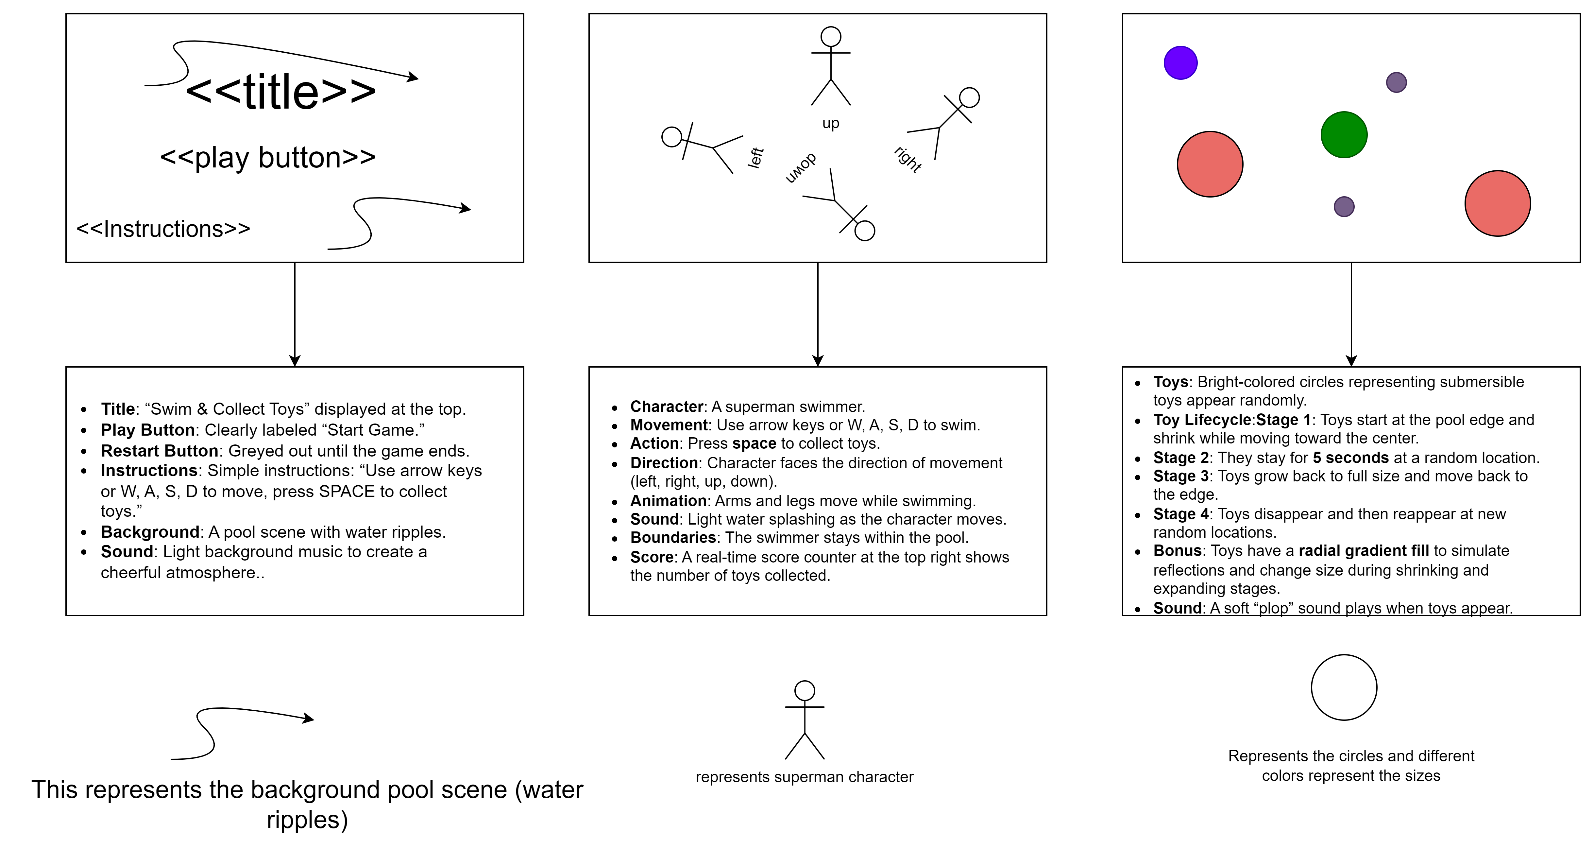 <<title>>
<<play button>>
<<Instructions>>
up
left
down
right
Title: “Swim & Collect Toys” displayed at the top.
Play Button: Clearly labeled “Start Game.”
Restart Button: Greyed out until the game ends.
Instructions: Simple instructions: “Use arrow keys
or W, A, S, D to move, press SPACE to collect
toys.”
Background: A pool scene with water ripples.
Sound: Light background music to create a
cheerful atmosphere..
Character: A superman swimmer.
Movement: Use arrow keys or W, A, S, D to swim.
Action: Press space to collect toys.
Direction: Character faces the direction of movement
(left, right, up, down).
Animation: Arms and legs move while swimming.
Sound: Light water splashing as the character moves.
Boundaries: The swimmer stays within the pool.
Score: A real-time score counter at the top right shows
the number of toys collected.
Toys: Bright-colored circles representing submersible
toys appear randomly.
Toy Lifecycle:Stage 1: Toys start at the pool edge and
shrink while moving toward the center.
Stage 2: They stay for 5 seconds at a random location.
Stage 3: Toys grow back to full size and move back to
the edge.
Stage 4: Toys disappear and then reappear at new
random locations.
Bonus: Toys have a radial gradient fill to simulate
reflections and change size during shrinking and
expanding stages.
Sound: A soft “plop” sound plays when toys appear.
This represents the background pool scene (water
ripples)
represents superman character
Represents the circles and different
colors represent the sizes